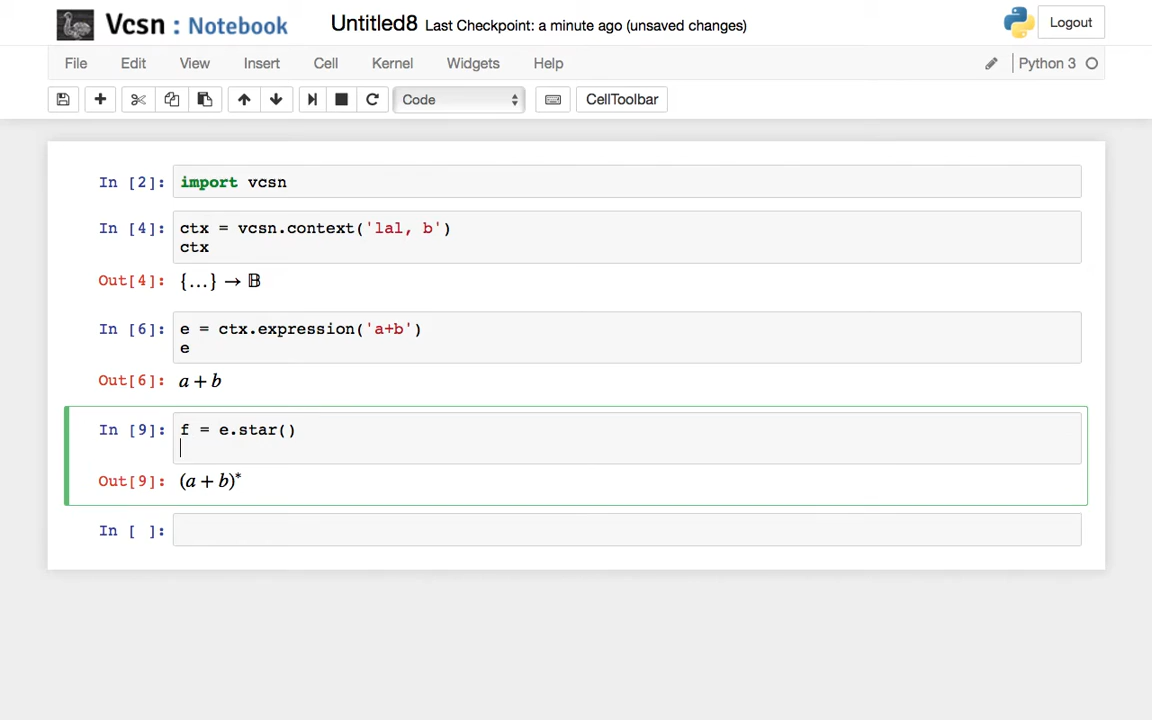 Vcsn : Notebook Untitled8 Last Checkpoint: a minute ago (unsaved changes) Logout
File Edit View Insert Cell Kernel Widgets Help Python 3
Code CellToolbar
In [2]: import vcsn
In [4]: ctx = vcsn.context('lal, b')
ctx
Out[4]: {...} → 𝔹
In [6]: e = ctx.expression('a+b')
e
Out[6]: a + b
In [9]: f = e.star()
Out[9]: (a + b)*
In [ ]: